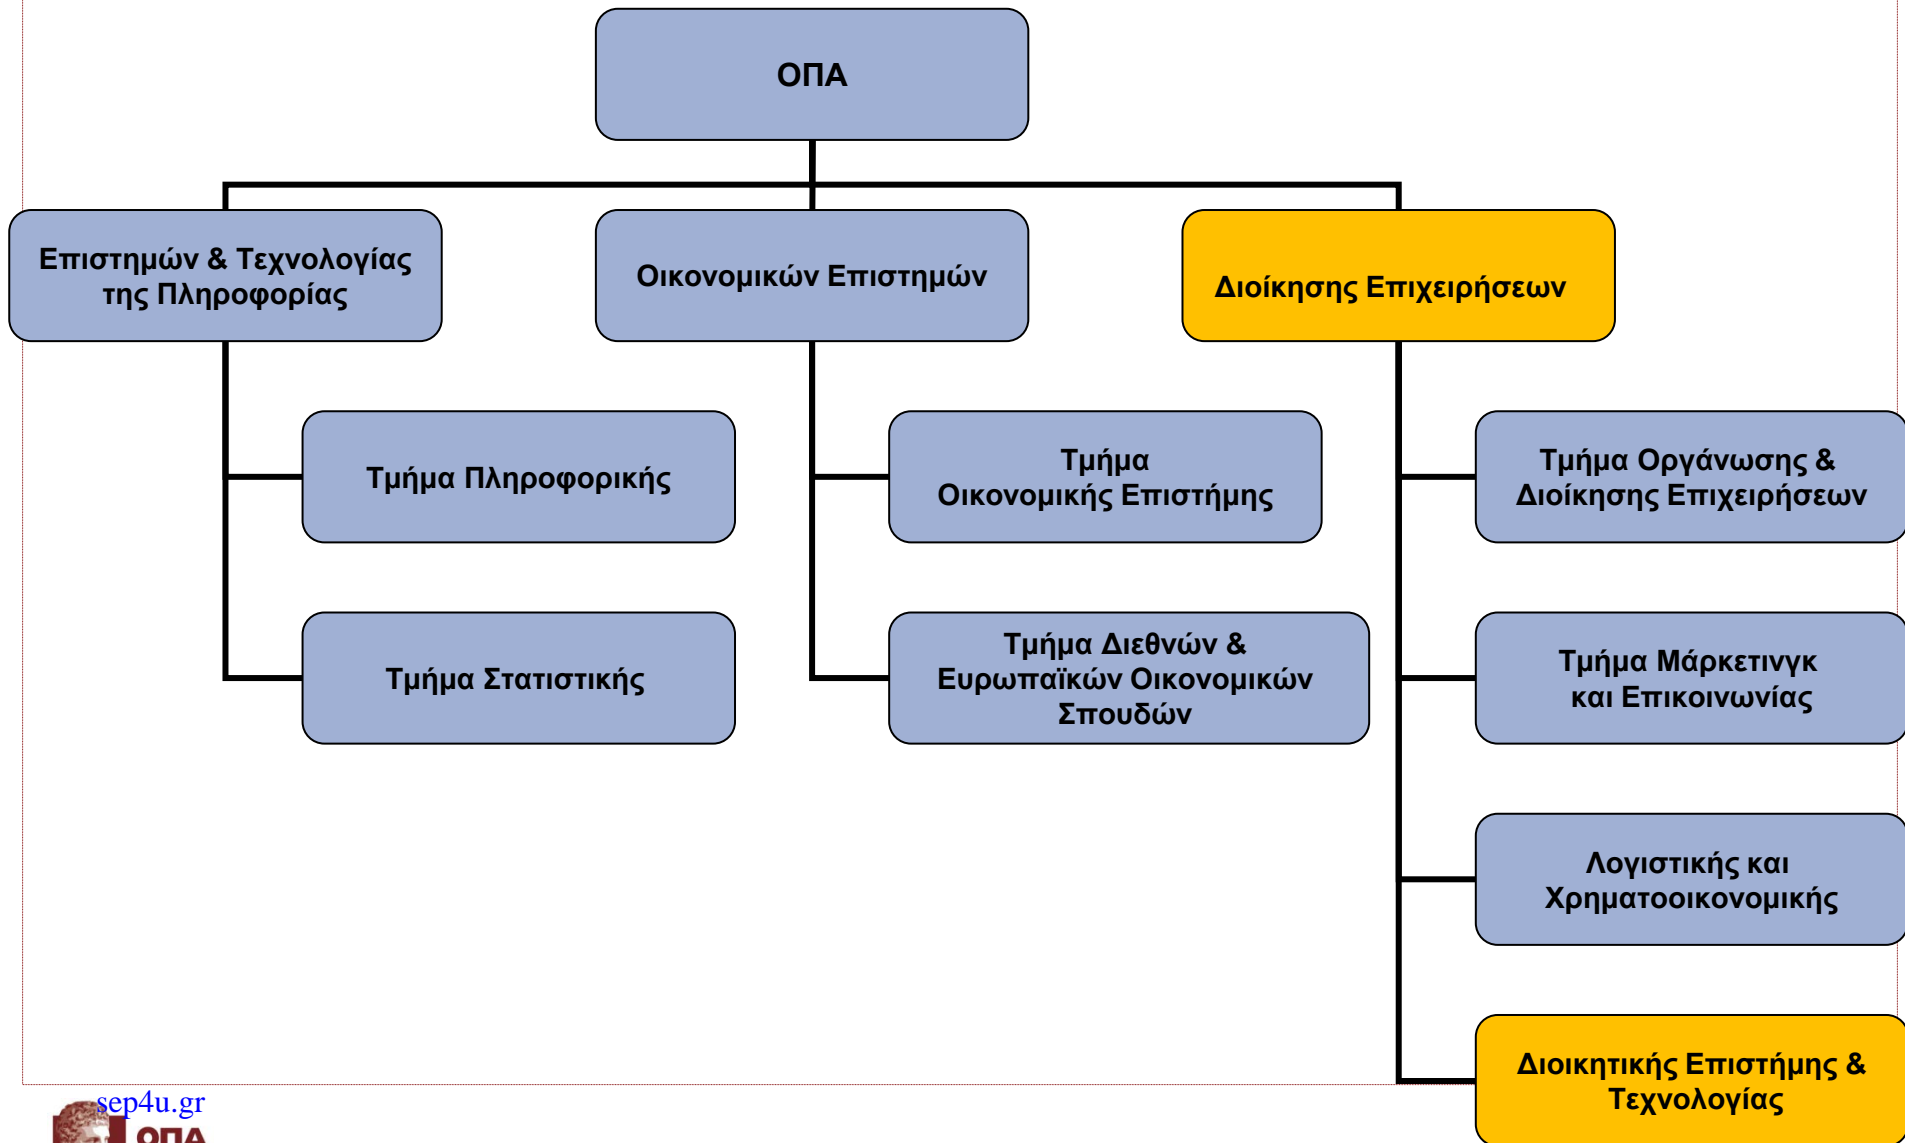 ΟΠΑ
Επιστημών & Τεχνολογίας
της Πληροφορίας
Οικονομικών Επιστημών
Διοίκησης Επιχειρήσεων
Τμήμα Πληροφορικής
Τμήμα
Οικονομικής Επιστήμης
Τμήμα Οργάνωσης &
Διοίκησης Επιχειρήσεων
Τμήμα Στατιστικής
Τμήμα Διεθνών &
Ευρωπαϊκών Οικονομικών
Σπουδών
Τμήμα Μάρκετινγκ
και Επικοινωνίας
Λογιστικής και
Χρηματοοικονομικής
Διοικητικής Επιστήμης &
Τεχνολογίας
sep4u.gr
ΟΠΑ